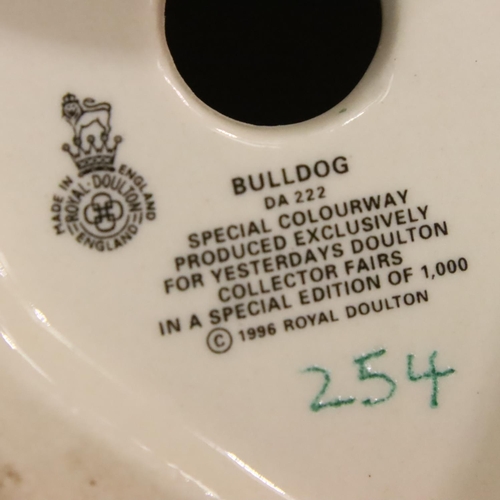 MADE IN ENGLAND
ROYAL·DOULTON
ENGLAND
BULLDOG
DA 222
SPECIAL COLOURWAY
PRODUCED EXCLUSIVELY
FOR YESTERDAYS DOULTON
COLLECTOR FAIRS
IN A SPECIAL EDITION OF 1,000
© 1996 ROYAL DOULTON
254